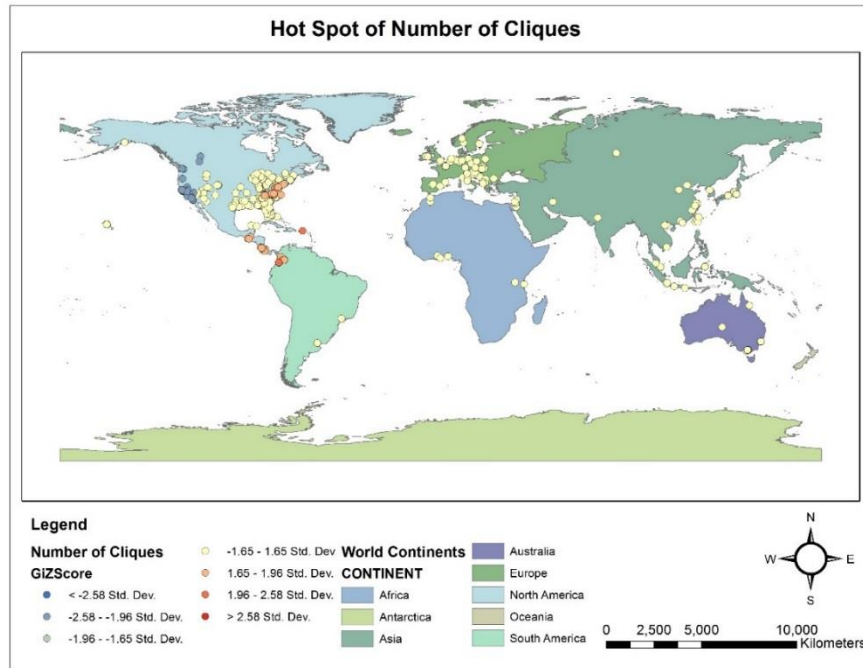 Hot Spot of Number of Cliques
Legend
Number of Cliques
GiZScore
< -2.58 Std. Dev.
-2.58 - -1.96 Std. Dev.
-1.96 - -1.65 Std. Dev.
-1.65 - 1.65 Std. Dev
1.65 - 1.96 Std. Dev.
1.96 - 2.58 Std. Dev.
> 2.58 Std. Dev.
World Continents
CONTINENT
Africa
Antarctica
Asia
Australia
Europe
North America
Oceania
South America
N
W E
S
0 2,500 5,000 10,000
Kilometers